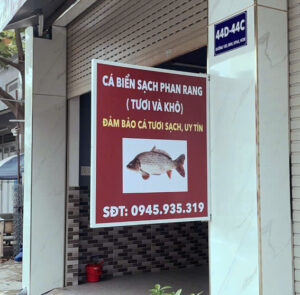 44D-44C
CÁ BIỂN SẠCH PHAN RANG
( TƯƠI VÀ KHÔ)
ĐẢM BẢO CÁ TƯƠI SẠCH, UY TÍN
SĐT: 0945.935.319